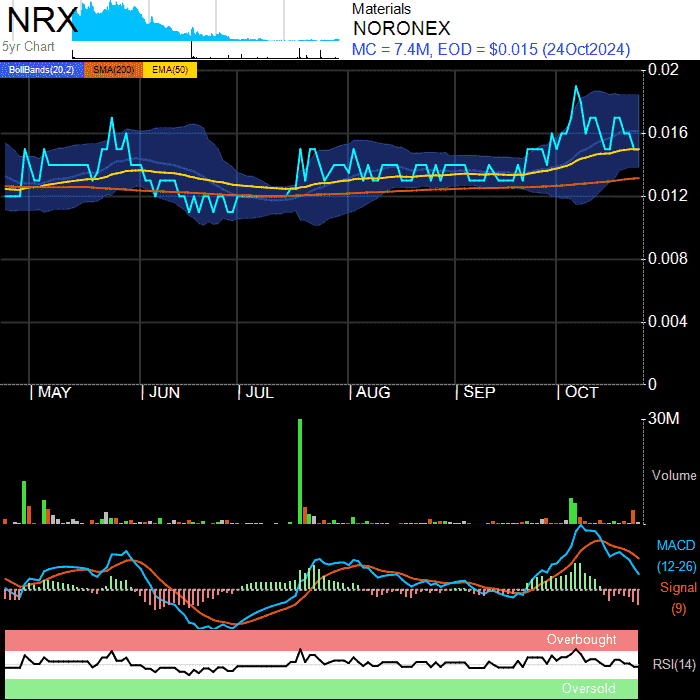 NRX
5yr Chart
Materials
NORONEX
MC = 7.4M, EOD = $0.015 (24Oct2024)
BollBands(20,2) SMA(200) EMA(50)
0.02
0.016
0.012
0.008
0.004
0
| MAY | JUN | JUL | AUG | SEP | OCT
30M
Volume
MACD
(12-26)
Signal
(9)
Overbought
RSI(14)
Oversold